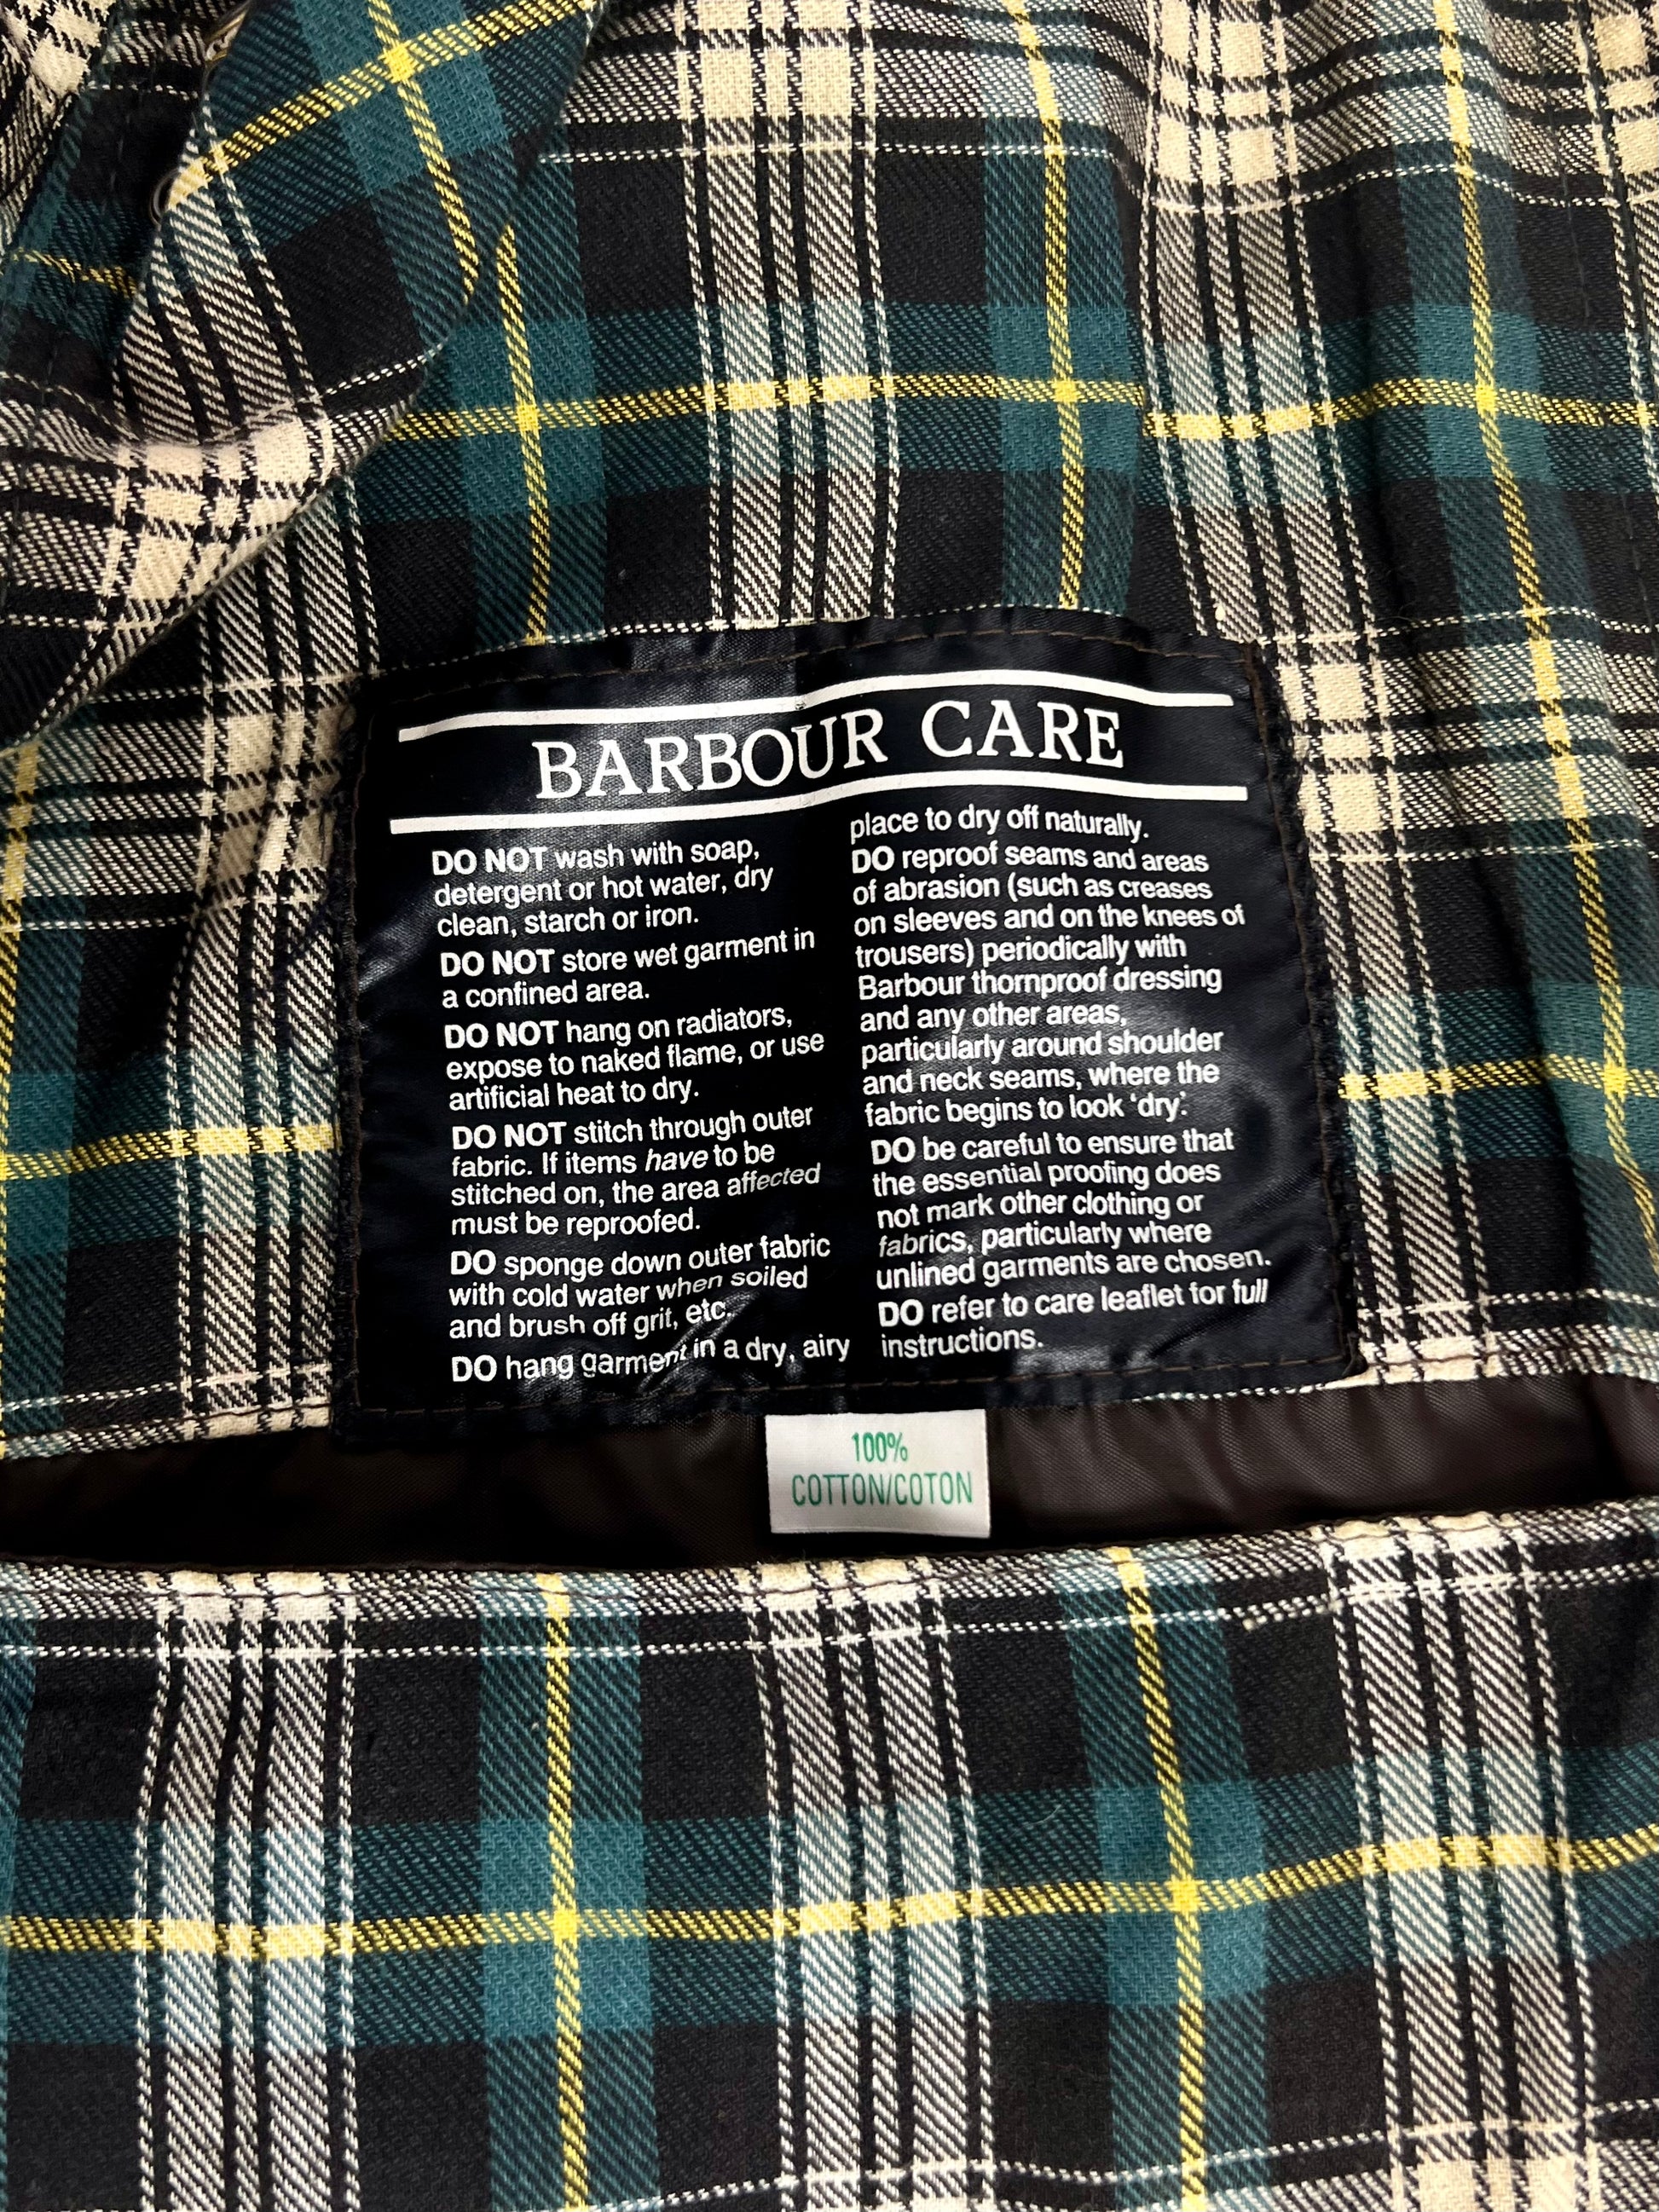 BARBOUR CARE
DO NOT wash with soap,
detergent or hot water, dry
clean, starch or iron.
DO NOT store wet garment in
a confined area.
DO NOT hang on radiators,
expose to naked flame, or use
artificial heat to dry.
DO NOT stitch through outer
fabric. If items have to be
stitched on, the area affected
must be reproofed.
DO sponge down outer fabric
with cold water when soiled
and brush off grit, etc.
DO hang garment in a dry, airy
place to dry off naturally.
DO reproof seams and areas
of abrasion (such as creases
on sleeves and on the knees of
trousers) periodically with
Barbour thornproof dressing
and any other areas,
particularly around shoulder
and neck seams, where the
fabric begins to look ‘dry’.
DO be careful to ensure that
the essential proofing does
not mark other clothing or
fabrics, particularly where
unlined garments are chosen.
DO refer to care leaflet for full
instructions.
100%
COTTON/COTON